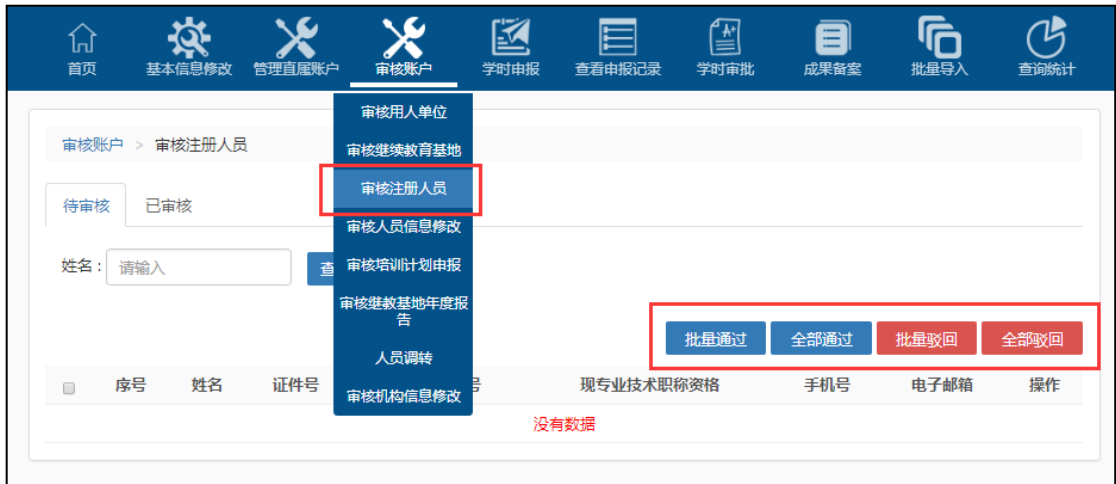 首页
基本信息修改
管理直属账户
审核账户
学时申报
查看申报记录
学时审批
成果备案
批量导入
查询统计
审核用人单位
审核继续教育基地
审核注册人员
审核人员信息修改
审核培训计划申报
审核继教基地年度报
告
人员调转
审核机构信息修改
审核账户 > 审核注册人员
待审核 已审核
姓名： 请输入 查
批量通过 全部通过 批量驳回 全部驳回
序号 姓名 证件号 号 现专业技术职称资格 手机号 电子邮箱 操作
没有数据